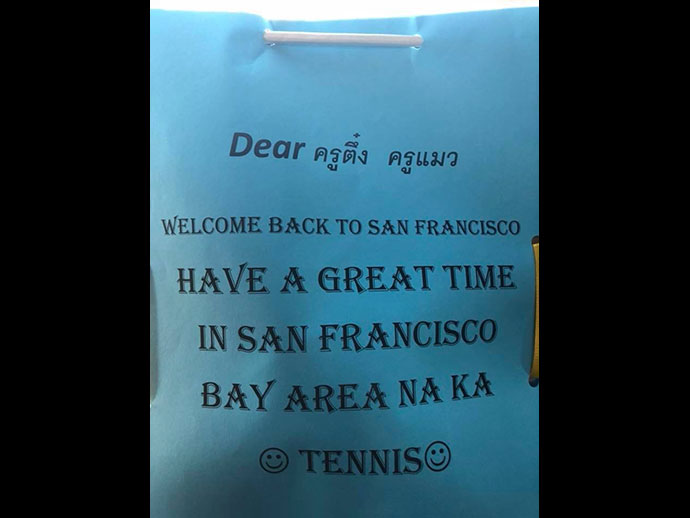 Dear ครูติ๋ง ครูแมว
WELCOME BACK TO SAN FRANCISCO
HAVE A GREAT TIME
IN SAN FRANCISCO
BAY AREA NA KA
☺ TENNIS☺